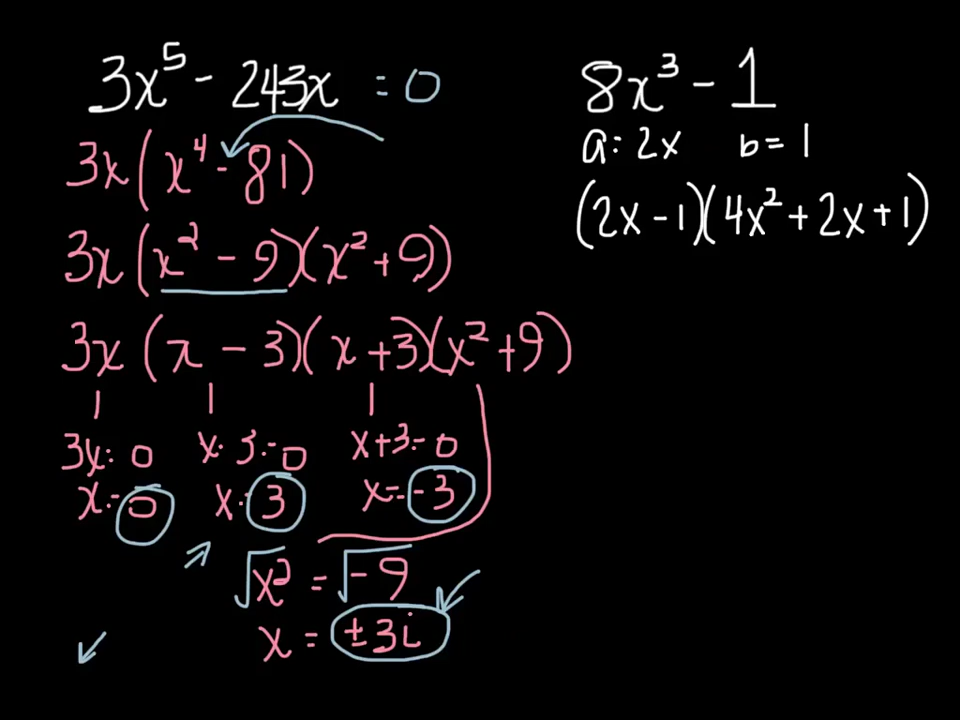 3x⁵ - 243x = 0
3x(x⁴ - 81)
3x(x² - 9)(x² + 9)
3x(x - 3)(x + 3)(x² + 9)
3x = 0 x - 3 = 0 x + 3 = 0
x = 0 x = 3 x = -3
√x² = √-9
x = ±3i
8x³ - 1
a = 2x b = 1
(2x - 1)(4x² + 2x + 1)